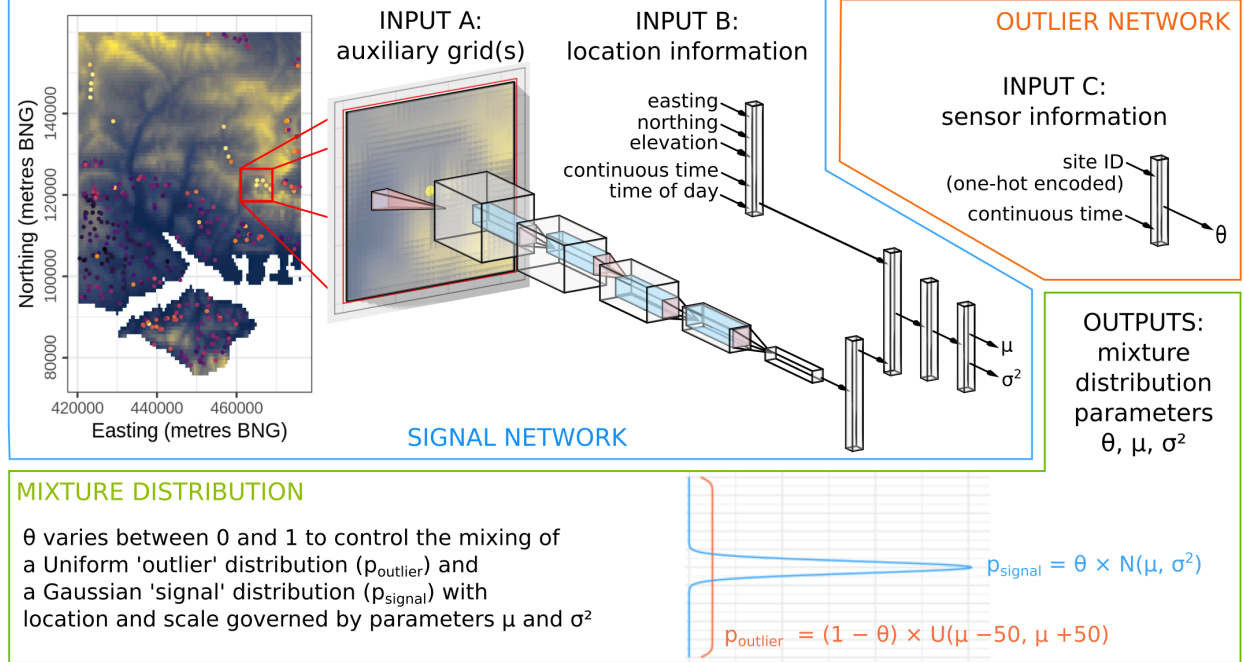 INPUT A:
auxiliary grid(s)
INPUT B:
location information
OUTLIER NETWORK
INPUT C:
sensor information
site ID
(one-hot encoded)
continuous time
θ
easting
northing
elevation
continuous time
time of day
μ
σ²
Northing (metres BNG)
140000
120000
100000
80000
420000
440000
460000
Easting (metres BNG)
SIGNAL NETWORK
OUTPUTS:
mixture
distribution
parameters
θ, μ, σ²
MIXTURE DISTRIBUTION
θ varies between 0 and 1 to control the mixing of
a Uniform 'outlier' distribution (p_outlier) and
a Gaussian 'signal' distribution (p_signal) with
location and scale governed by parameters μ and σ²
p_signal = θ × N(μ, σ²)
p_outlier = (1 − θ) × U(μ −50, μ +50)